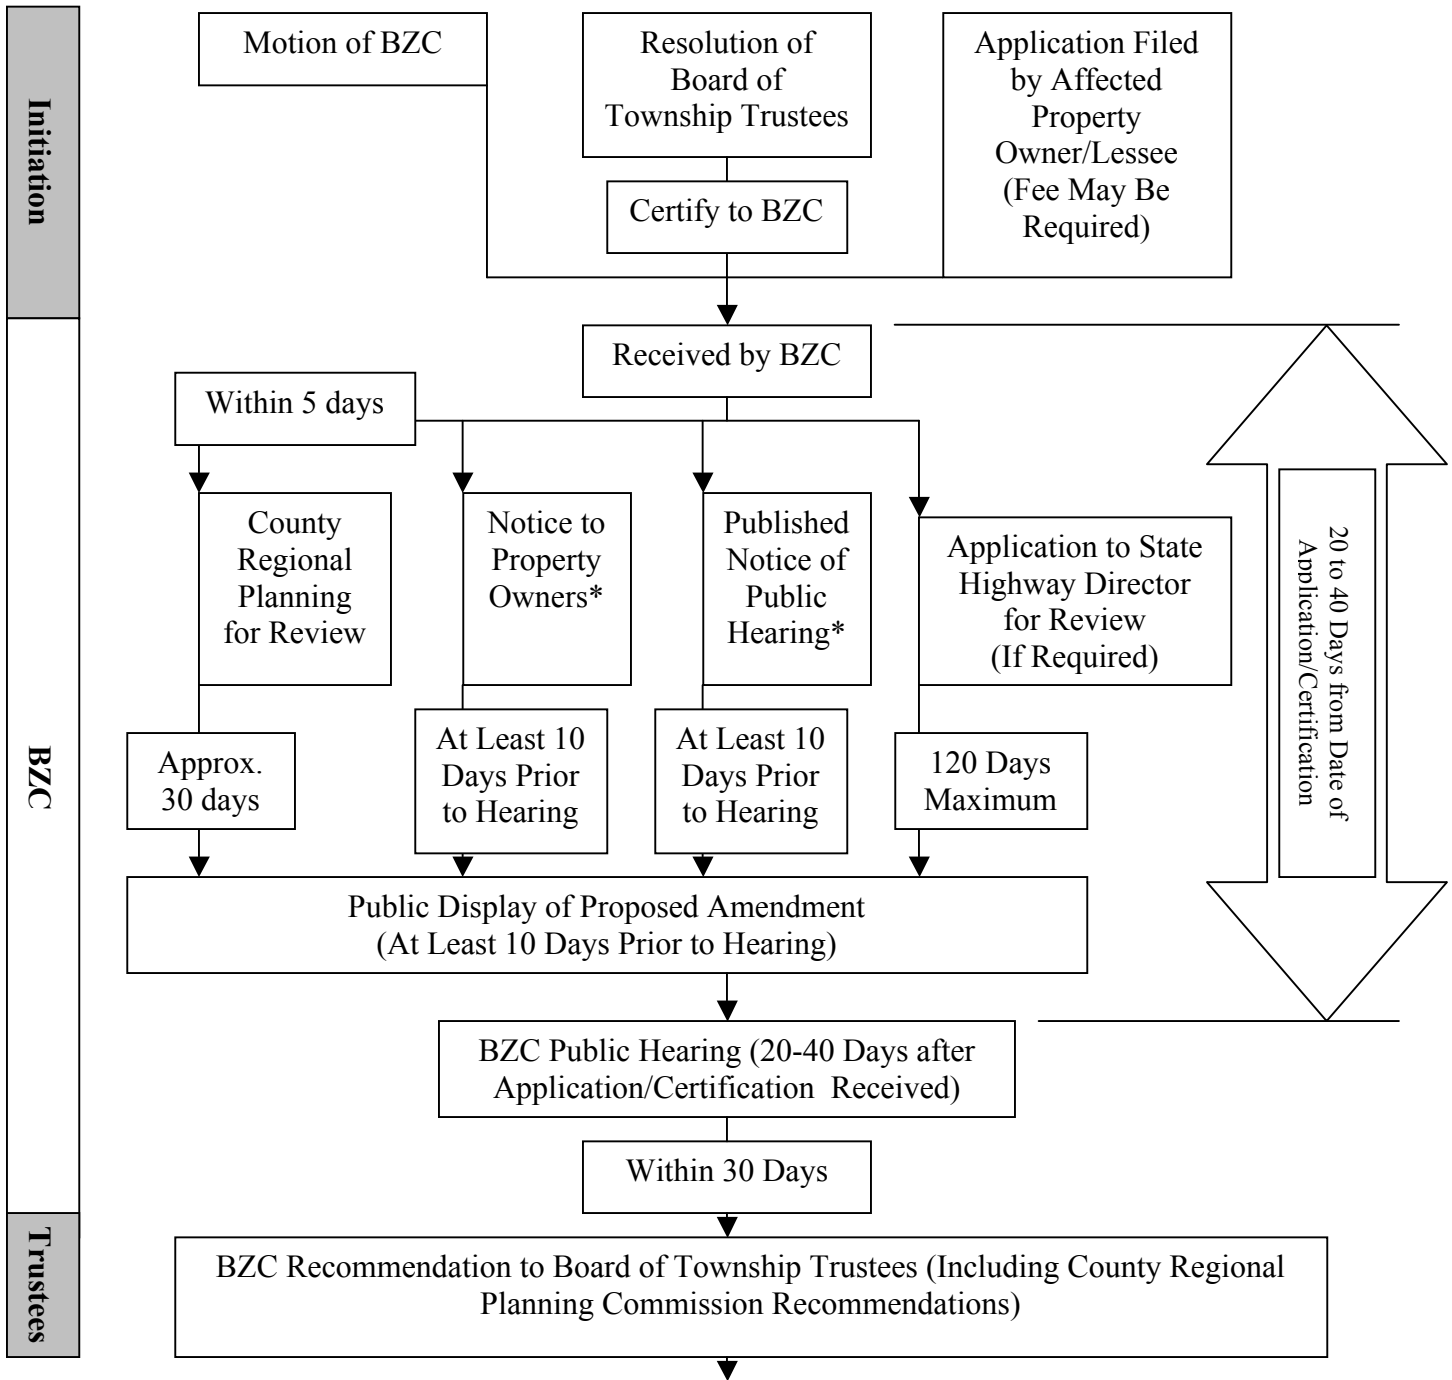 Initiation
Motion of BZC
Resolution of
Board of
Township Trustees
Application Filed
by Affected
Property
Owner/Lessee
(Fee May Be
Required)
Certify to BZC
BZC
Received by BZC
Within 5 days
County
Regional
Planning
for Review
Notice to
Property
Owners*
Published
Notice of
Public
Hearing*
Application to State
Highway Director
for Review
(If Required)
Approx.
30 days
At Least 10
Days Prior
to Hearing
At Least 10
Days Prior
to Hearing
120 Days
Maximum
20 to 40 Days from Date of
Application/Certification
Public Display of Proposed Amendment
(At Least 10 Days Prior to Hearing)
BZC Public Hearing (20-40 Days after
Application/Certification Received)
Within 30 Days
Trustees
BZC Recommendation to Board of Township Trustees (Including County Regional
Planning Commission Recommendations)